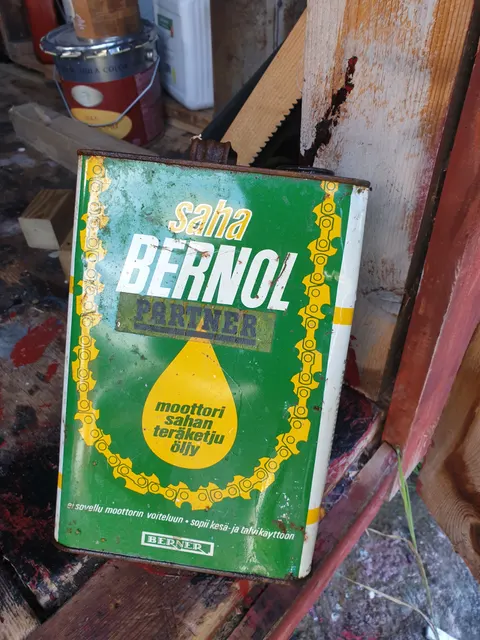 saha
BERNOL
PARTNER
moottori
sahan
teräketju
öljy
ei sovellu moottorin voiteluun • sopii kesä- ja talvikäyttöön
BERNER